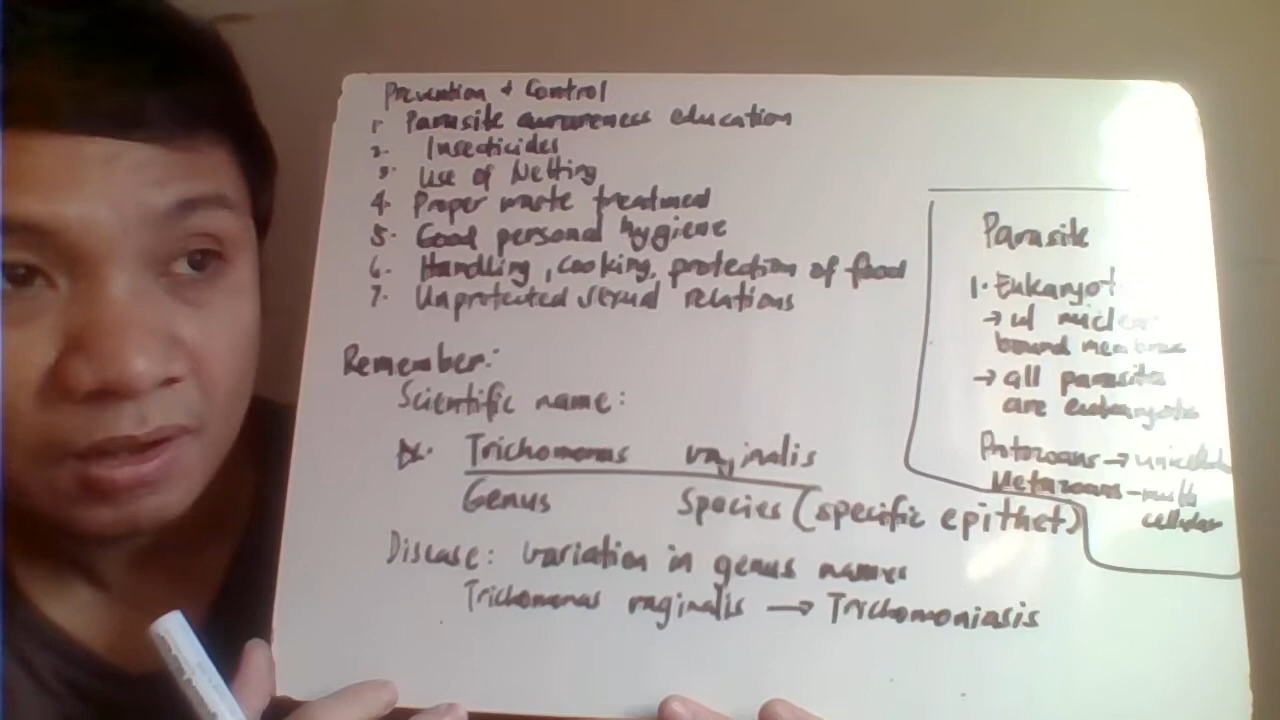 Prevention + Control
1. Parasite awareness education
2. Insecticides
3. Use of Netting
4. Proper waste treatment
5. Good personal hygiene
6. Handling, cooking, protection of food
7. Unprotected sexual relations
Remember:
Scientific name:
Ex. Trichomonas vaginalis
Genus Species (specific epithet)
Disease: variation in genus names
Trichomonas vaginalis → Trichomoniasis
Parasite
1. Eukaryot
→ w/ nuclear
bound membrane
→ all parasites
are eukaryotes
Protozoans → unicellular
Metazoans - multi
cellular